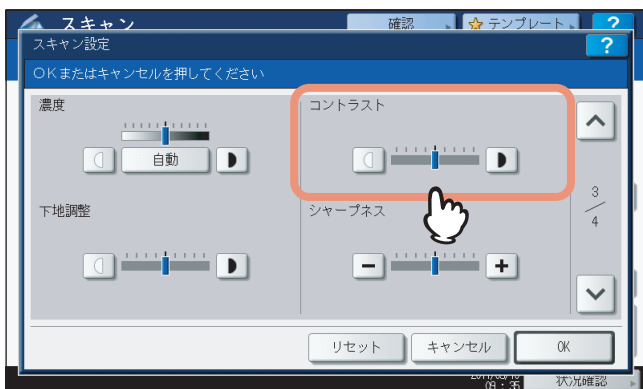 スキャン
確認
テンプレート
?
スキャン設定
?
OKまたはキャンセルを押してください
濃度
コントラスト
自動
3/4
下地調整
シャープネス
リセット
キャンセル
OK
09:35
状況確認